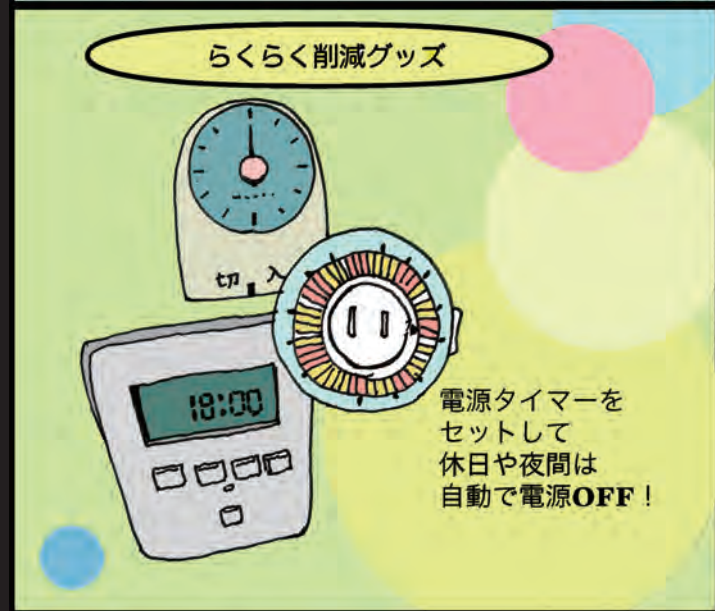 らくらく削減グッズ
切 入
18:00
電源タイマーを
セットして
休日や夜間は
自動で電源OFF!